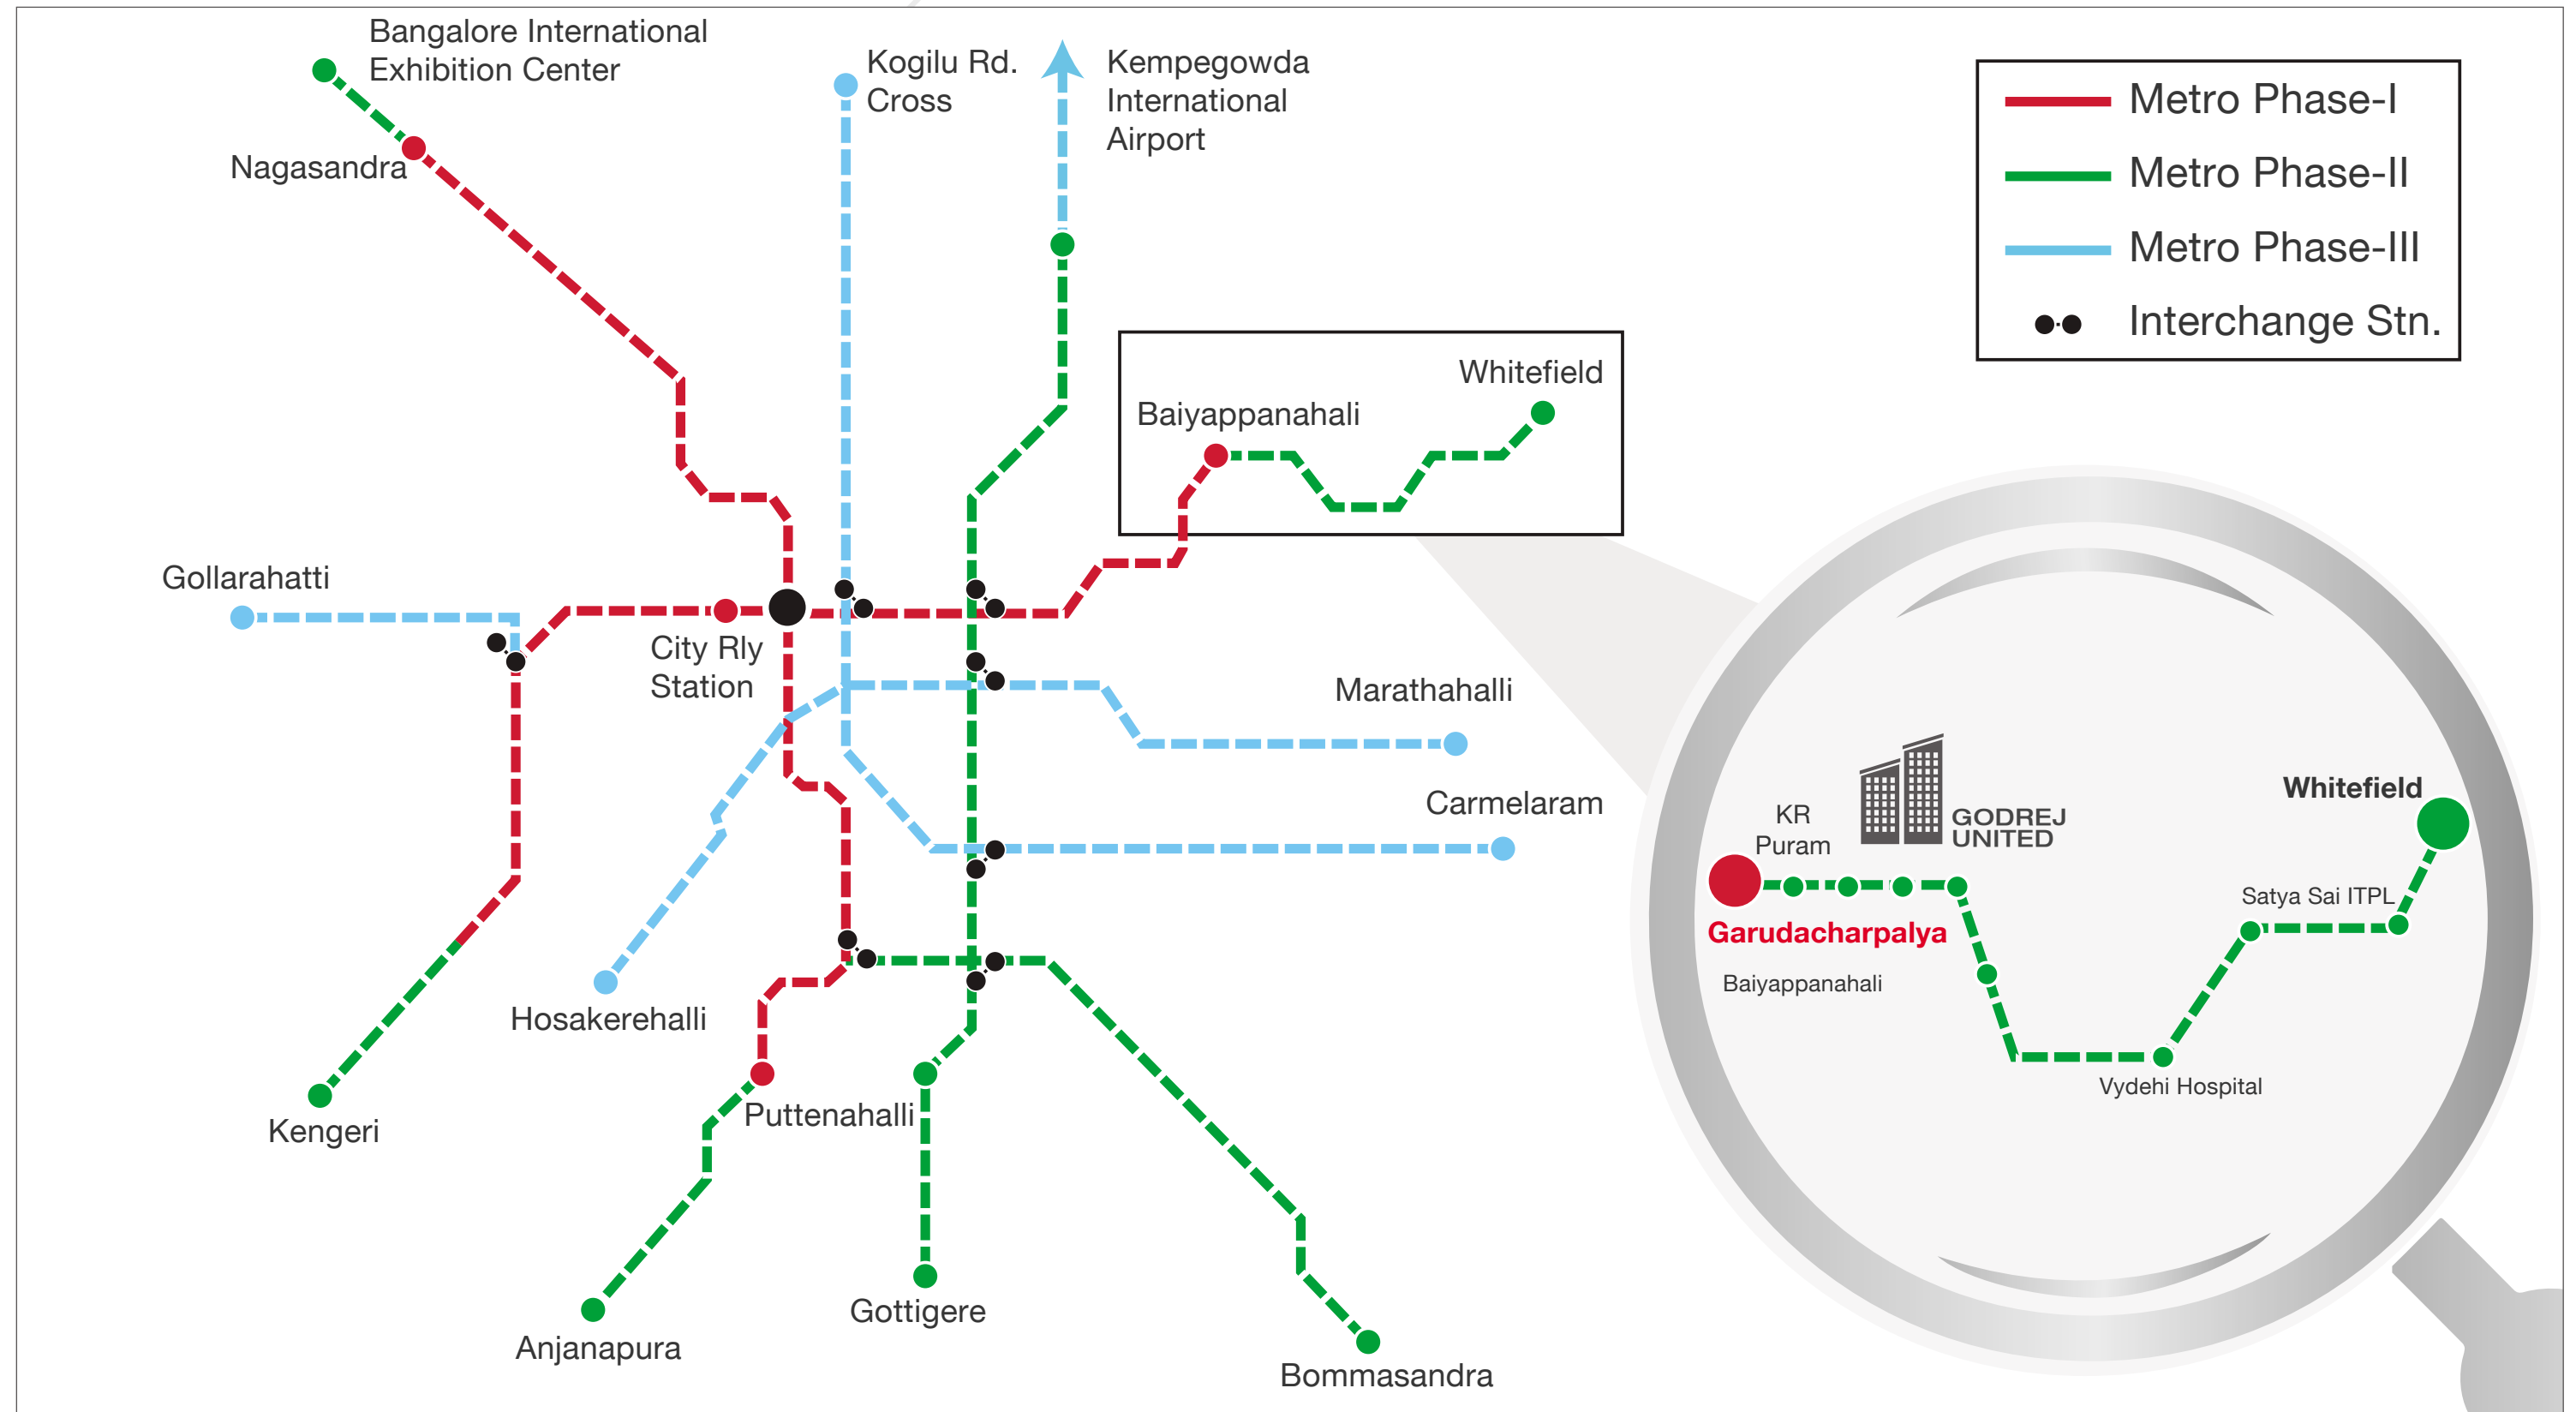 Bangalore International
Exhibition Center
Kogilu Rd.
Cross
Kempegowda
International
Airport
Metro Phase-I
Metro Phase-II
Metro Phase-III
Interchange Stn.
Nagasandra
Whitefield
Baiyappanahali
Gollarahatti
City Rly
Station
Marathahalli
Carmelaram
Hosakerehalli
Kengeri
Puttenahalli
Anjanapura
Gottigere
Bommasandra
Whitefield
KR
Puram
GODREJ
UNITED
Satya Sai ITPL
Garudacharpalya
Baiyappanahali
Vydehi Hospital